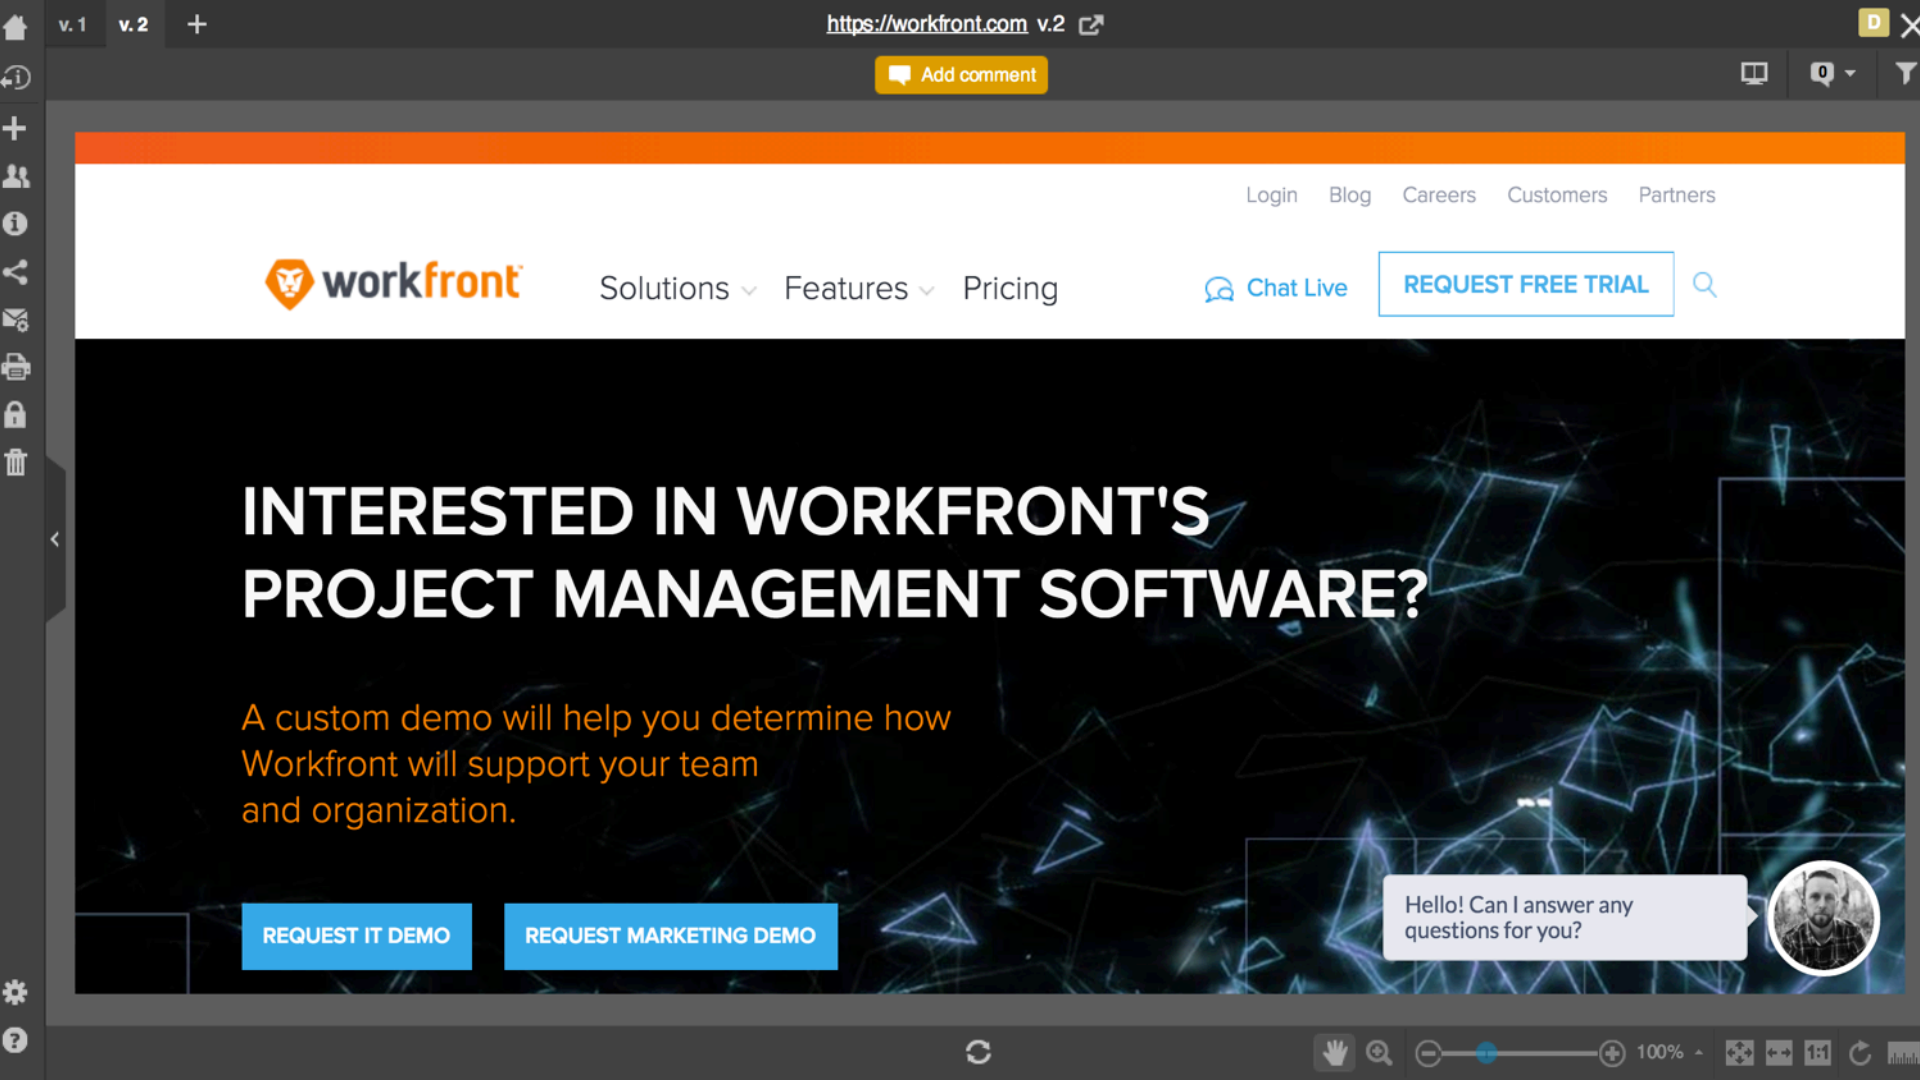 v. 1 v. 2 + https://workfront.com v.2 D
Add comment 0
Login Blog Careers Customers Partners
workfront™ Solutions Features Pricing Chat Live REQUEST FREE TRIAL
INTERESTED IN WORKFRONT'S
PROJECT MANAGEMENT SOFTWARE?
A custom demo will help you determine how
Workfront will support your team
and organization.
Hello! Can I answer any
questions for you?
REQUEST IT DEMO REQUEST MARKETING DEMO
100% 1:1